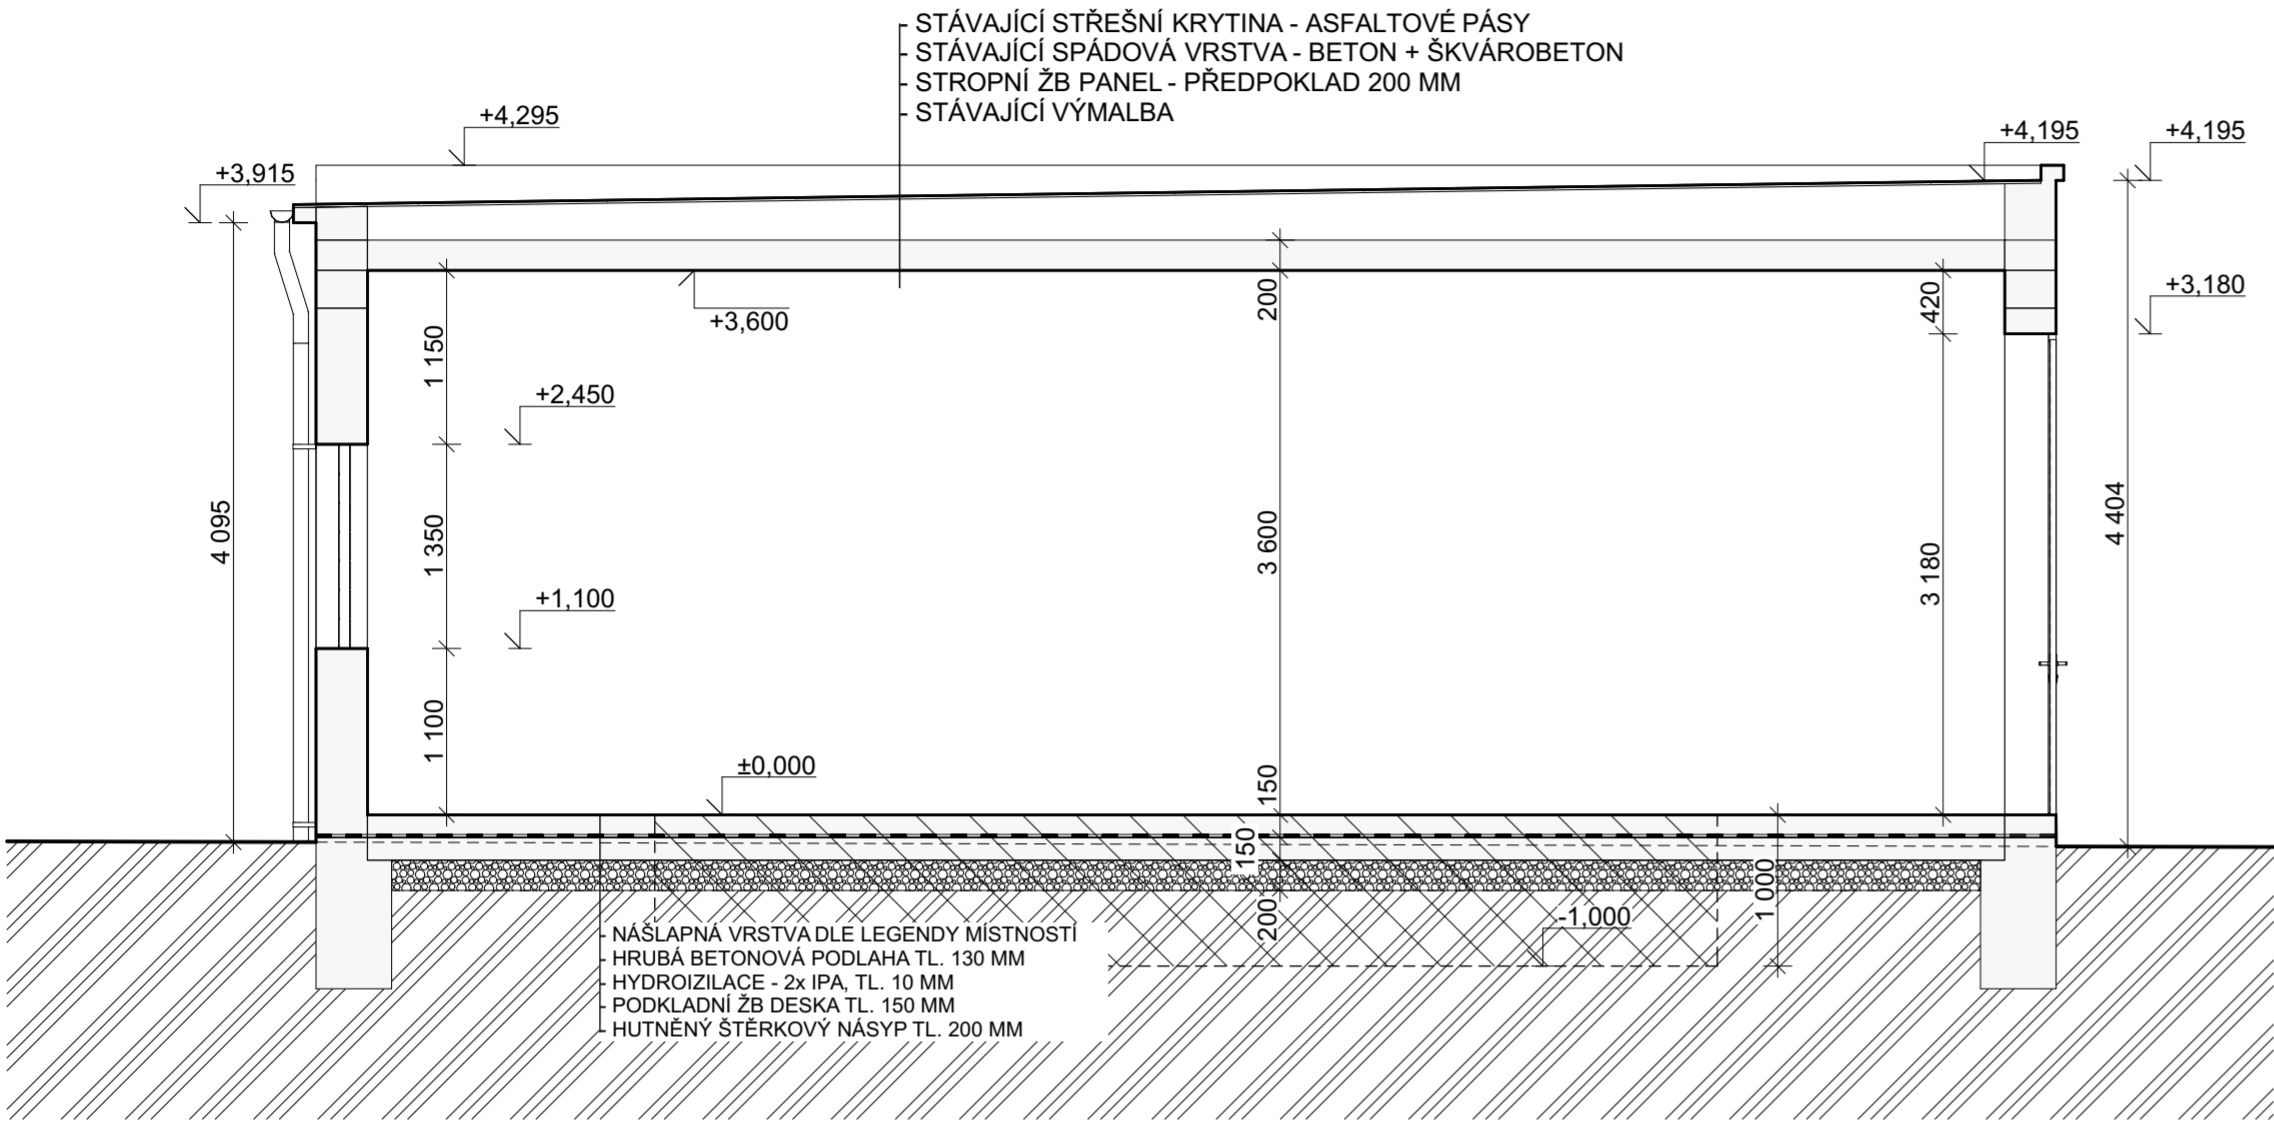 STÁVAJÍCÍ STŘEŠNÍ KRYTINA - ASFALTOVÉ PÁSY
STÁVAJÍCÍ SPÁDOVÁ VRSTVA - BETON + ŠKVÁROBETON
STROPNÍ ŽB PANEL - PŘEDPOKLAD 200 MM
STÁVAJÍCÍ VÝMALBA
+4,295
+4,195
+4,195
+3,915
+3,180
+3,600
200
420
1 150
+2,450
4 095
1 350
3 600
3 180
4 404
+1,100
1 100
±0,000
150
150
200
1 000
-1,000
NÁŠLAPNÁ VRSTVA DLE LEGENDY MÍSTNOSTÍ
HRUBÁ BETONOVÁ PODLAHA TL. 130 MM
HYDROIZILACE - 2x IPA, TL. 10 MM
PODKLADNÍ ŽB DESKA TL. 150 MM
HUTNĚNÝ ŠTĚRKOVÝ NÁSYP TL. 200 MM